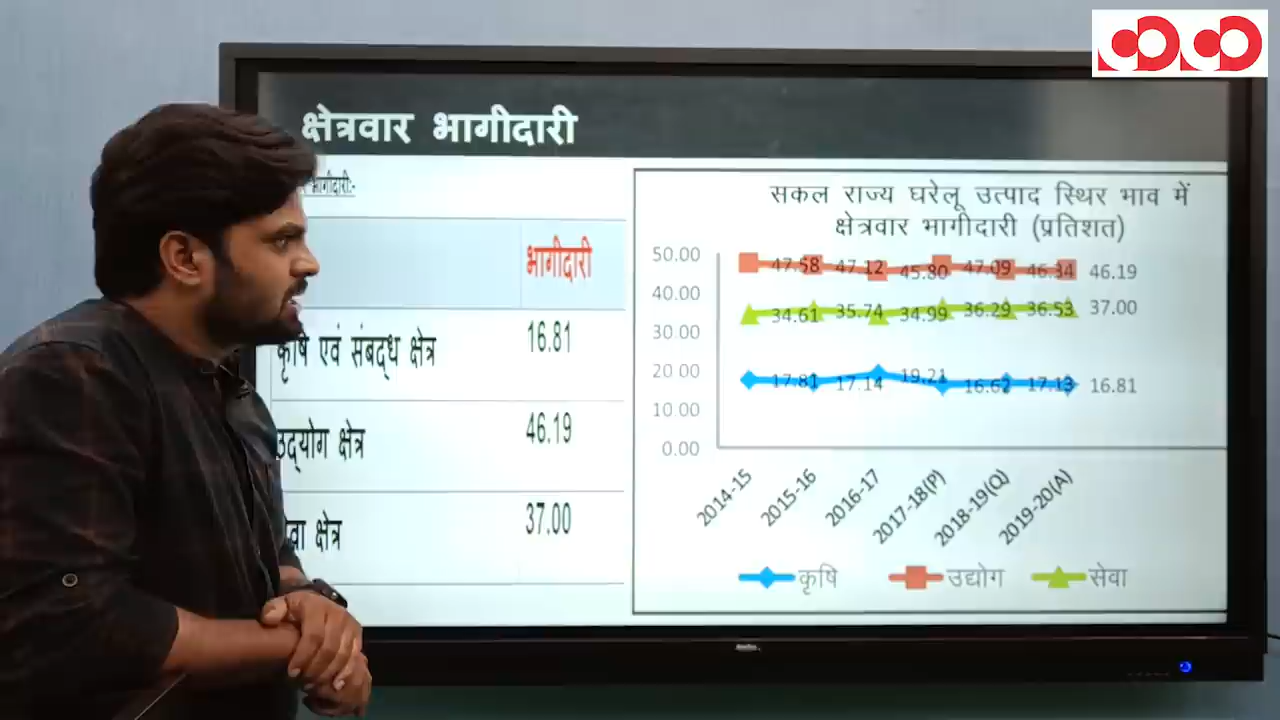 क्षेत्रवार भागीदारी
भागीदारी:-
भागीदारी
कृषि एवं संबद्ध क्षेत्र 16.81
उद्योग क्षेत्र 46.19
क्षेत्र 37.00
सकल राज्य घरेलू उत्पाद स्थिर भाव में
क्षेत्रवार भागीदारी (प्रतिशत)
50.00
40.00
30.00
20 00
10 00
0.00
47.58 47.12 45.80 47.09 46.34 46.19
34.61 35.74 34.99 36.29 36.53 37.00
17.81 17.14 19.21 16.62 17.13 16.81
2014-15 2015-16 2016-17 2017-18(P) 2018-19(Q) 2019-20(A)
कृषि उद्योग सेवा